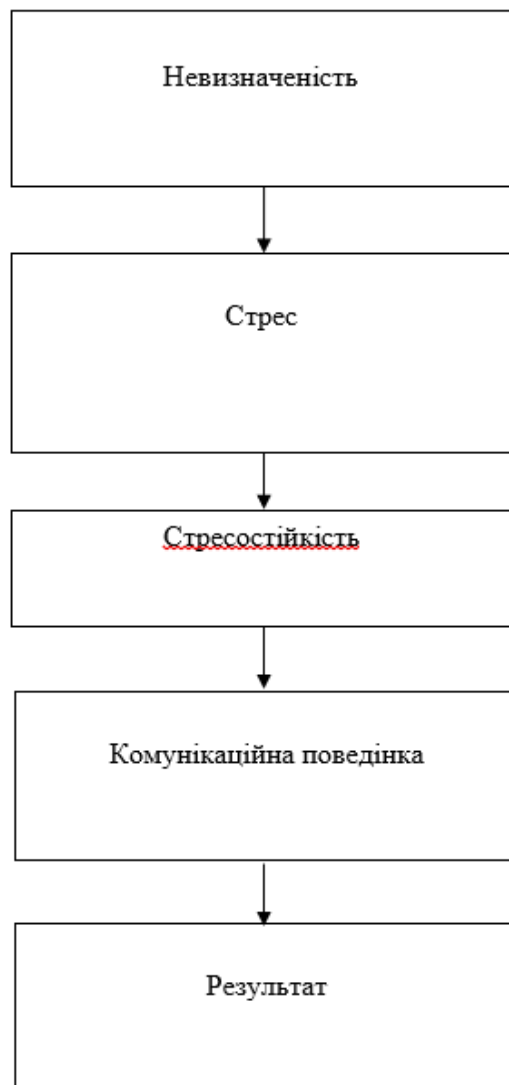 Невизначеність
Стрес
Стресостійкість
Комунікаційна поведінка
Результат